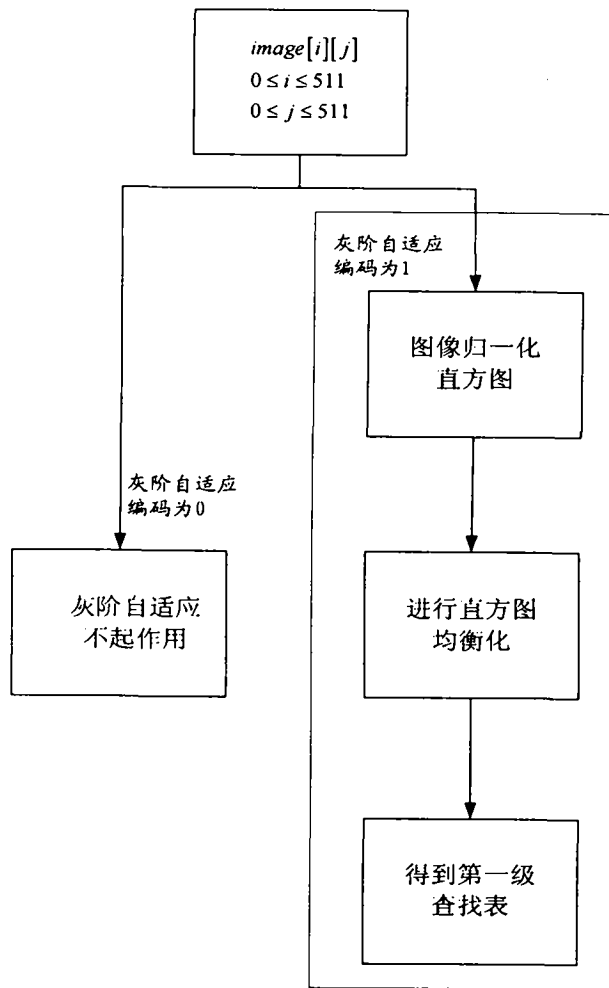 image[i][j]
0 ≤ i ≤ 511
0 ≤ j ≤ 511
灰阶自适应
编码为1
图像归一化
直方图
灰阶自适应
编码为0
灰阶自适应
不起作用
进行直方图
均衡化
得到第一级
查找表